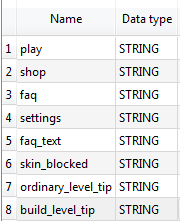 Name Data type
1 play STRING
2 shop STRING
3 faq STRING
4 settings STRING
5 faq_text STRING
6 skin_blocked STRING
7 ordinary_level_tip STRING
8 build_level_tip STRING